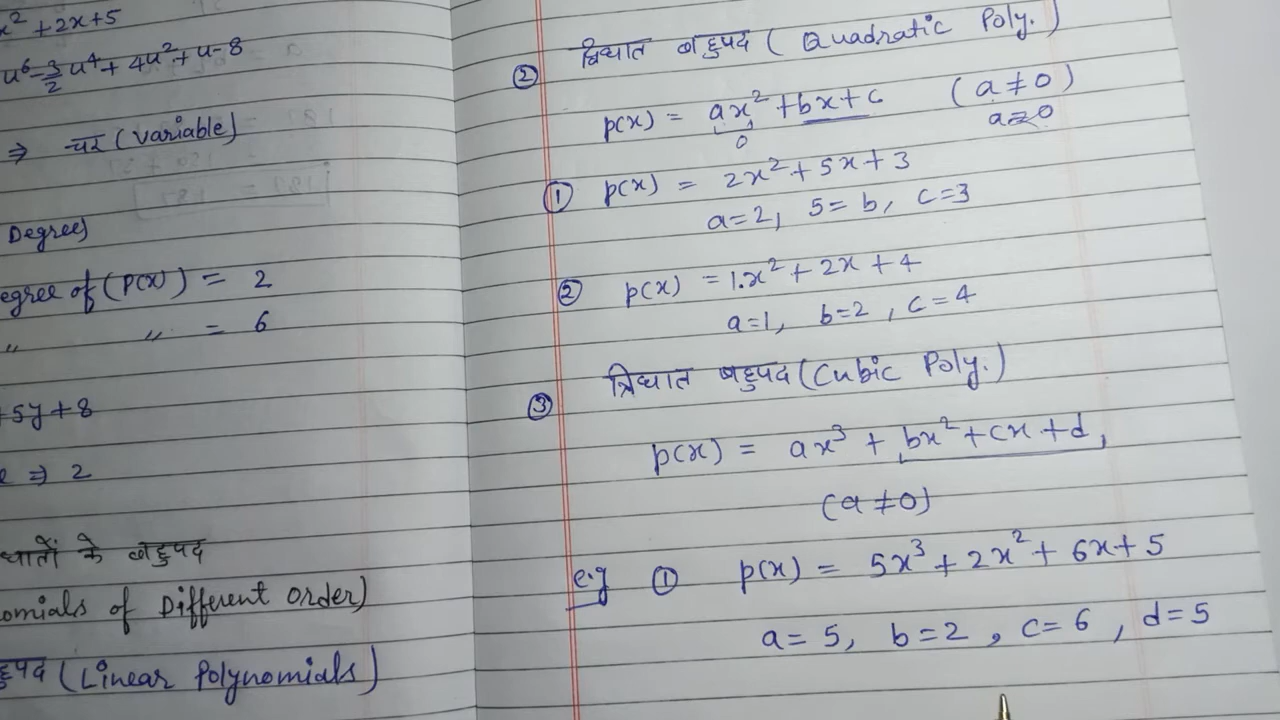 x² + 2x + 5
u⁶ - 3/2 u⁴ + 4u² + u - 8
⇒ चर (variable)
Degree)
egree of (P(x)) = 2
〃 〃 = 6
+ 5y + 8
⇒ 2
घातों के बहुपद
omials of Different Order)
हुपद (Linear Polynomials)
② द्विघात बहुपद (Quadratic Poly.)
p(x) = ax² + bx + c (a ≠ 0)
0 a≠0
① p(x) = 2x² + 5x + 3
a = 2, 5 = b, c = 3
② p(x) = 1.x² + 2x + 4
a = 1, b = 2, c = 4
③ त्रिघात बहुपद (Cubic Poly.)
p(x) = ax³ + bx² + cx + d,
(a ≠ 0)
e.g ① p(x) = 5x³ + 2x² + 6x + 5
a = 5, b = 2, c = 6, d = 5